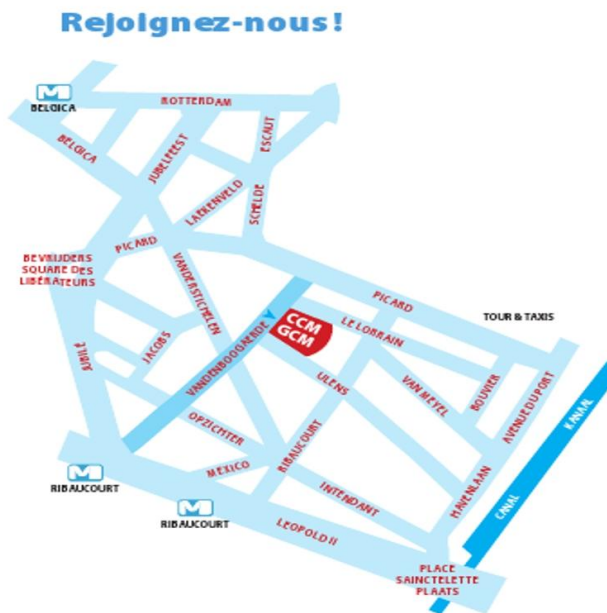 Rejoignez-nous!
M
BELGICA
ROTTERDAM
BELGICA
JUBELFEEST
ESCAUT
LAEKENVELD
SCHELDE
PICARD
BEVRIJDERS
SQUARE DES
LIBÉRATEURS
VANDERSTICHELEN
PICARD
TOUR & TAXIS
CCM
GCM
LE LORRAIN
JUBILÉ
JACOBS
VANDENBOOGAERDE
ULENS
VAN MEYEL
BOUVIER
AVENUE DU PORT
KANAAL
OPZICHTER
RIBAUCOURT
MEXICO
INTENDANT
HAVENLAAN
CANAL
M
RIBAUCOURT
M
RIBAUCOURT
LEOPOLD II
PLACE
SAINCTELETTE
PLAATS